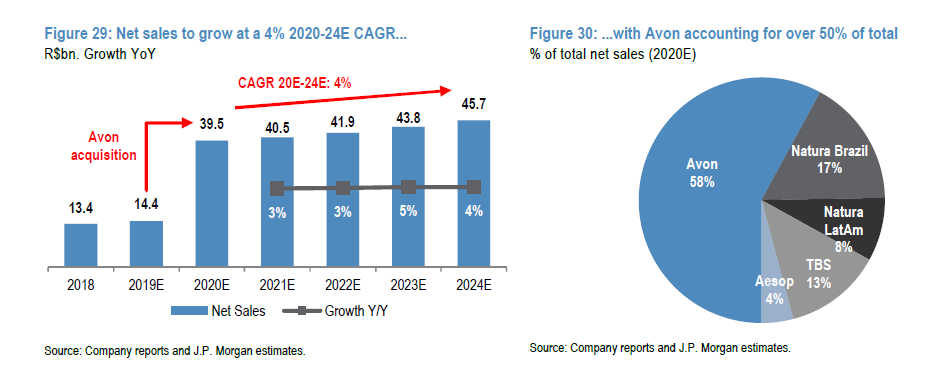 Figure 29: Net sales to grow at a 4% 2020-24E CAGR...
R$bn. Growth YoY
CAGR 20E-24E: 4%
Avon
acquisition
13.4
14.4
39.5
40.5
41.9
43.8
45.7
3%
3%
5%
4%
2018
2019E
2020E
2021E
2022E
2023E
2024E
Net Sales
Growth Y/Y
Source: Company reports and J.P. Morgan estimates.
Figure 30: ...with Avon accounting for over 50% of total
% of total net sales (2020E)
Avon
58%
Natura Brazil
17%
Natura
LatAm
8%
TBS
13%
Aesop
4%
Source: Company reports and J.P. Morgan estimates.